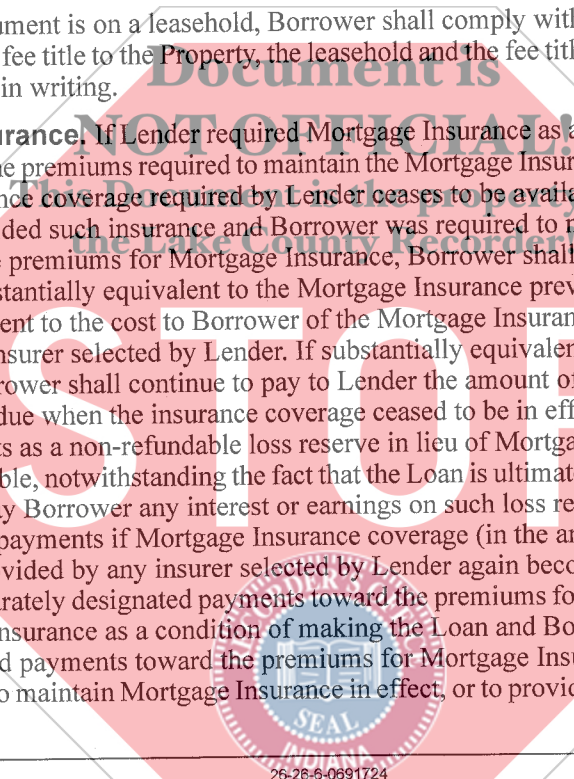 ument is on a leasehold, Borrower shall comply wit
fee title to the Property, the leasehold and the fee titl
Document is
in writing.
NOT OFFICIAL!
urance. If Lender required Mortgage Insurance as a
e premiums required to maintain the Mortgage Insur
This Document is the property
nce coverage required by Lender ceases to be availa
ded such insurance and Borrower was required to
the Lake County Recorder!
premiums for Mortgage Insurance, Borrower shall
stantially equivalent to the Mortgage Insurance prev
ent to the cost to Borrower of the Mortgage Insuran
nsurer selected by Lender. If substantially equivalen
rower shall continue to pay to Lender the amount of
due when the insurance coverage ceased to be in eff
STOP
ts as a non-refundable loss reserve in lieu of Mortga
ble, notwithstanding the fact that the Loan is ultimat
y Borrower any interest or earnings on such loss re
payments if Mortgage Insurance coverage (in the a
vided by any insurer selected by Lender again beco
rately designated payments toward the premiums fo
nsurance as a condition of making the Loan and Bo
d payments toward the premiums for Mortgage Insu
o maintain Mortgage Insurance in effect, or to provid
SEAL
INDIANA
26-26-6-0691724